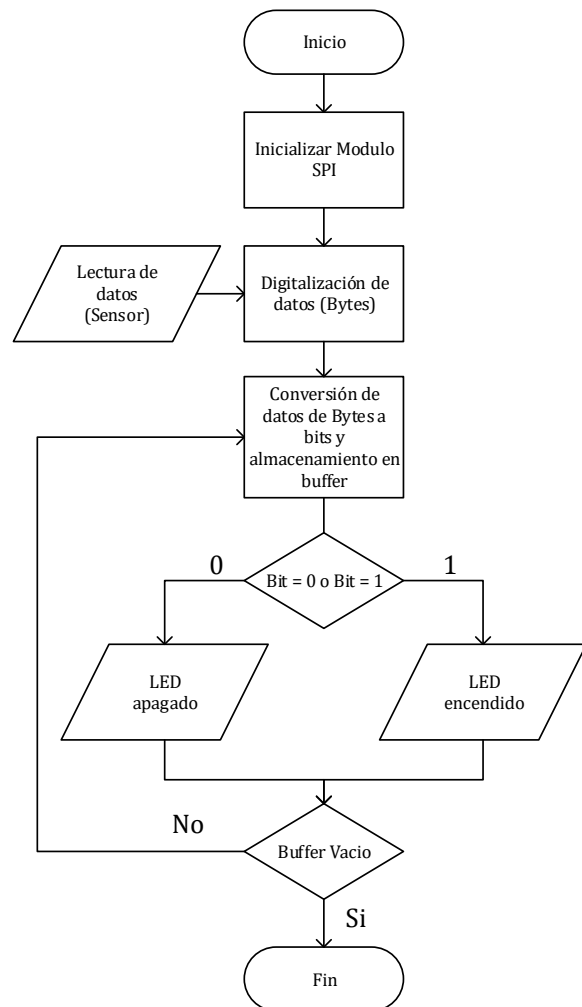 Inicio
Inicializar Modulo
SPI
Lectura de
datos
(Sensor)
Digitalización de
datos (Bytes)
Conversión de
datos de Bytes a
bits y
almacenamiento en
buffer
0
Bit = 0 o Bit = 1
1
LED
apagado
LED
encendido
No
Buffer Vacio
Si
Fin